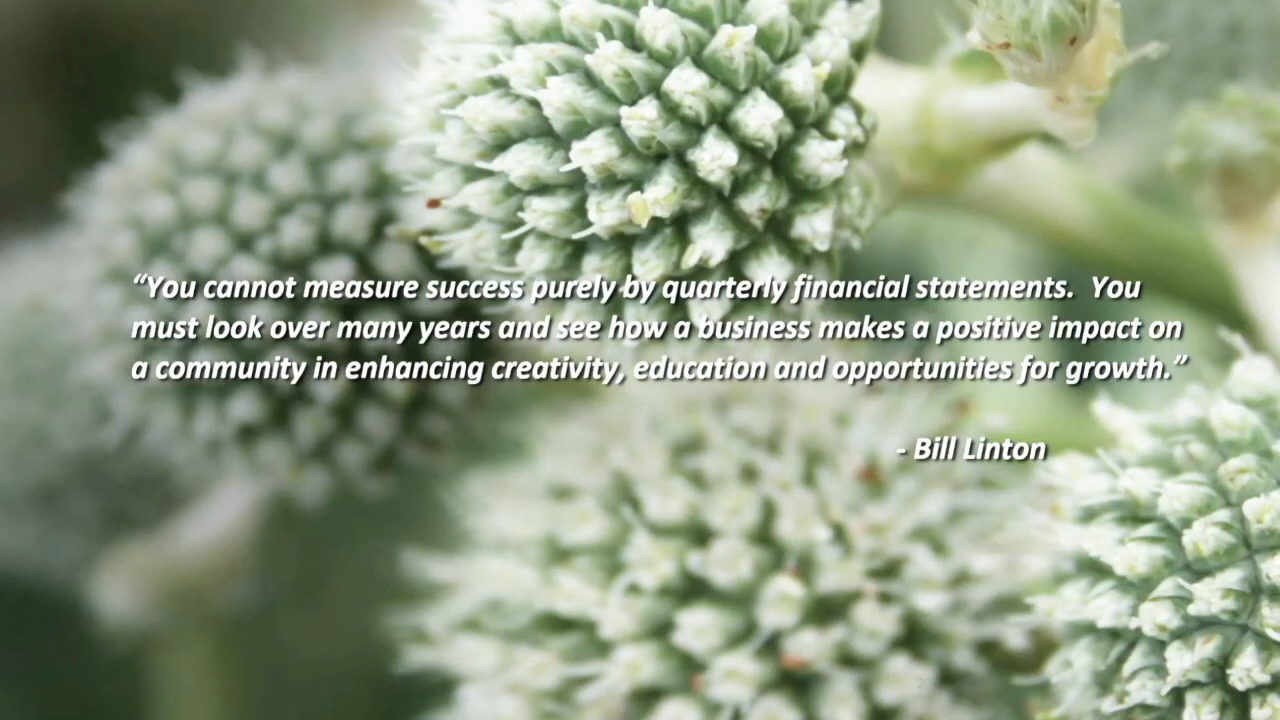 “You cannot measure success purely by quarterly financial statements.  You
must look over many years and see how a business makes a positive impact on
a community in enhancing creativity, education and opportunities for growth.”
- Bill Linton